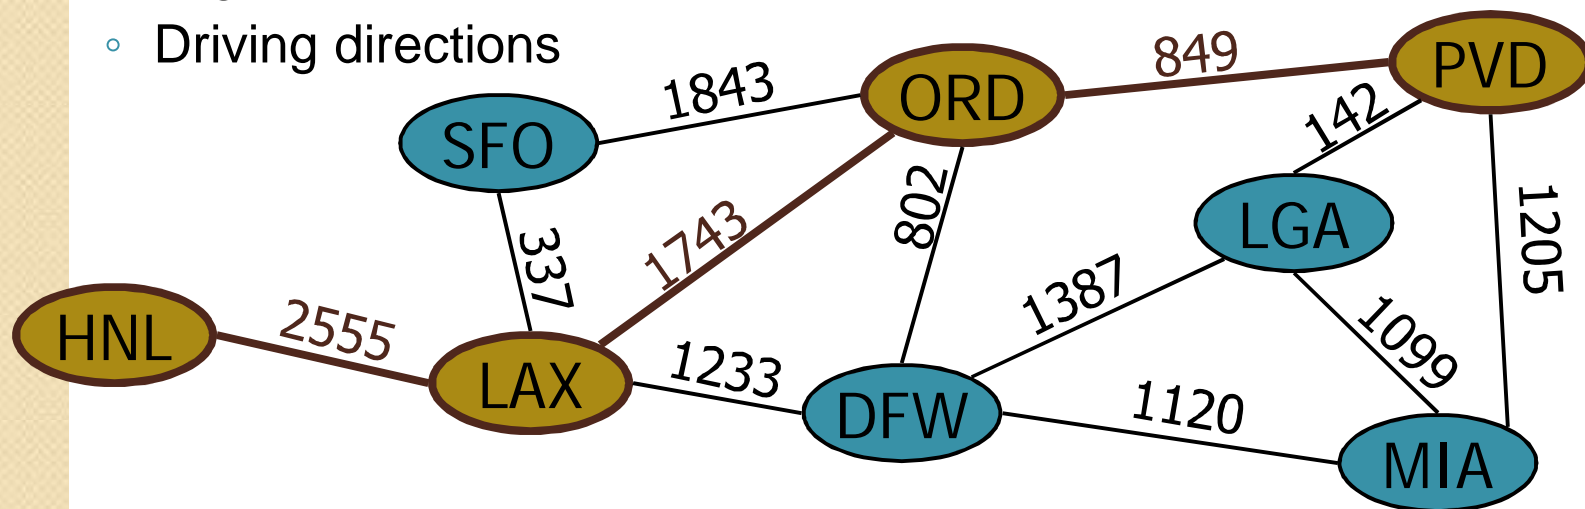 ◦ Driving directions
849
PVD
1843
ORD
142
SFO
802
LGA
1205
1743
337
1387
HNL
2555
1099
LAX
1233
DFW
1120
MIA